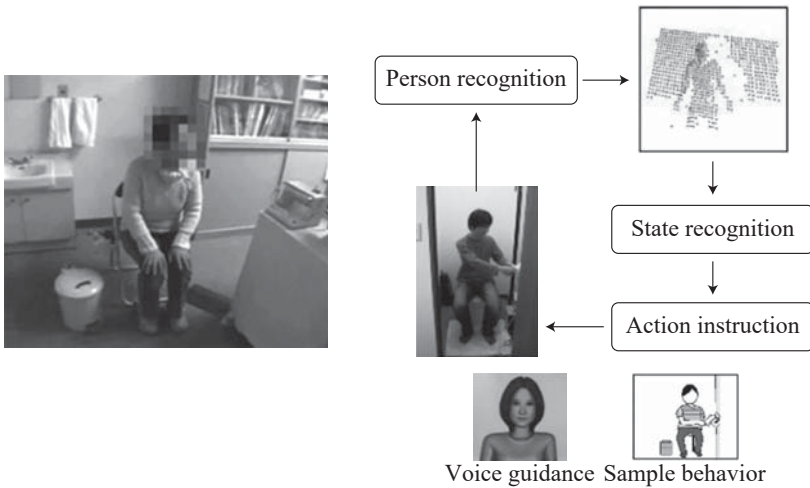 Person recognition
State recognition
Action instruction
Voice guidance
Sample behavior